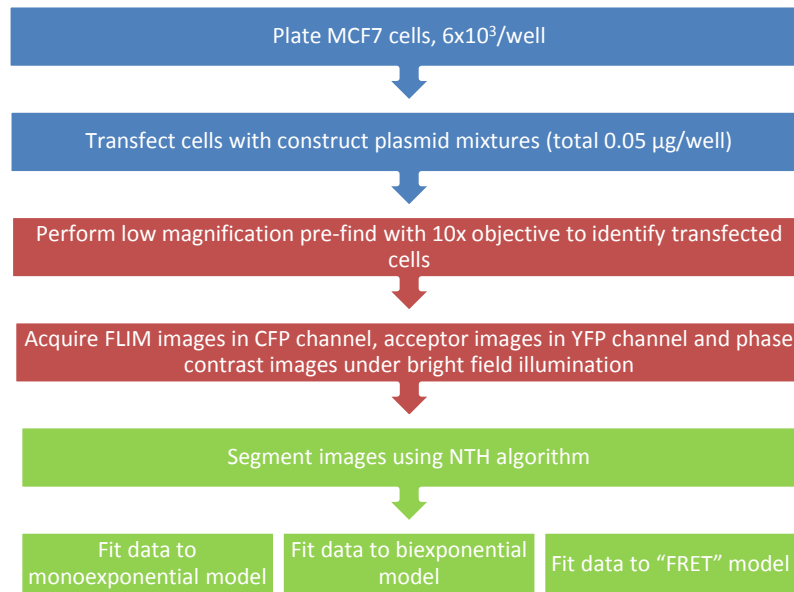 Plate MCF7 cells, 6x10³/well
Transfect cells with construct plasmid mixtures (total 0.05 µg/well)
Perform low magnification pre-find with 10x objective to identify transfected
cells
Acquire FLIM images in CFP channel, acceptor images in YFP channel and phase
contrast images under bright field illumination
Segment images using NTH algorithm
Fit data to
monoexponential model
Fit data to biexponential
model
Fit data to “FRET” model